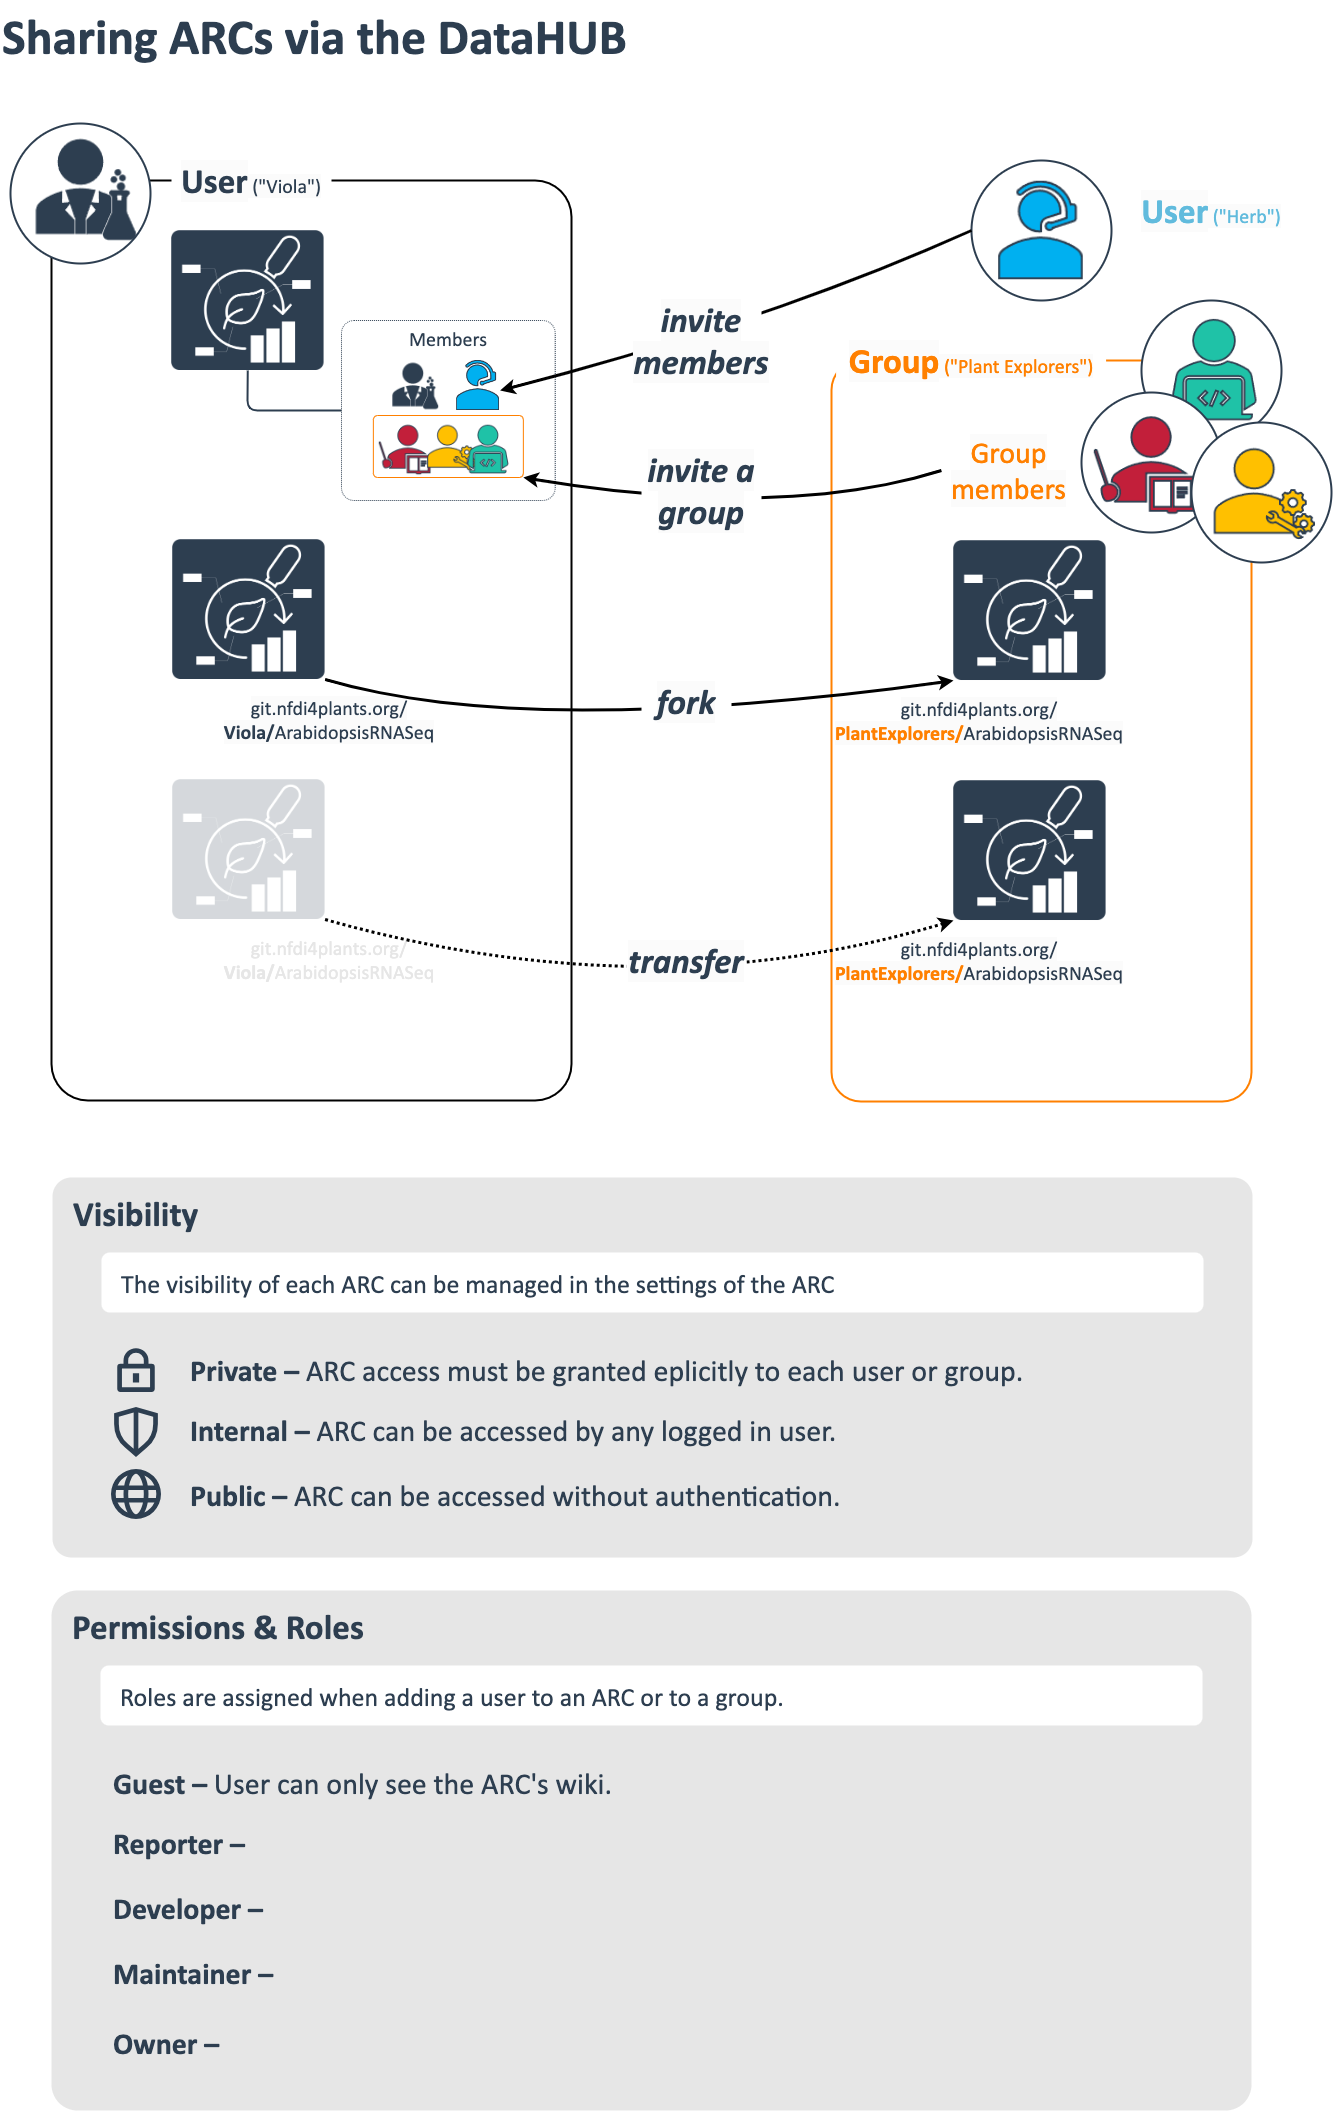 Sharing ARCs via the DataHUB
User ("Viola")
User ("Herb")
Members
invite
members
Group ("Plant Explorers")
Group
members
invite a
group
</>
</>
fork
git.nfdi4plants.org/
Viola/ArabidopsisRNASeq
git.nfdi4plants.org/
PlantExplorers/ArabidopsisRNASeq
transfer
git.nfdi4plants.org/
Viola/ArabidopsisRNASeq
git.nfdi4plants.org/
PlantExplorers/ArabidopsisRNASeq
Visibility
The visibility of each ARC can be managed in the settings of the ARC
Private – ARC access must be granted eplicitly to each user or group.
Internal – ARC can be accessed by any logged in user.
Public – ARC can be accessed without authentication.
Permissions & Roles
Roles are assigned when adding a user to an ARC or to a group.
Guest – User can only see the ARC's wiki.
Reporter –
Developer –
Maintainer –
Owner –